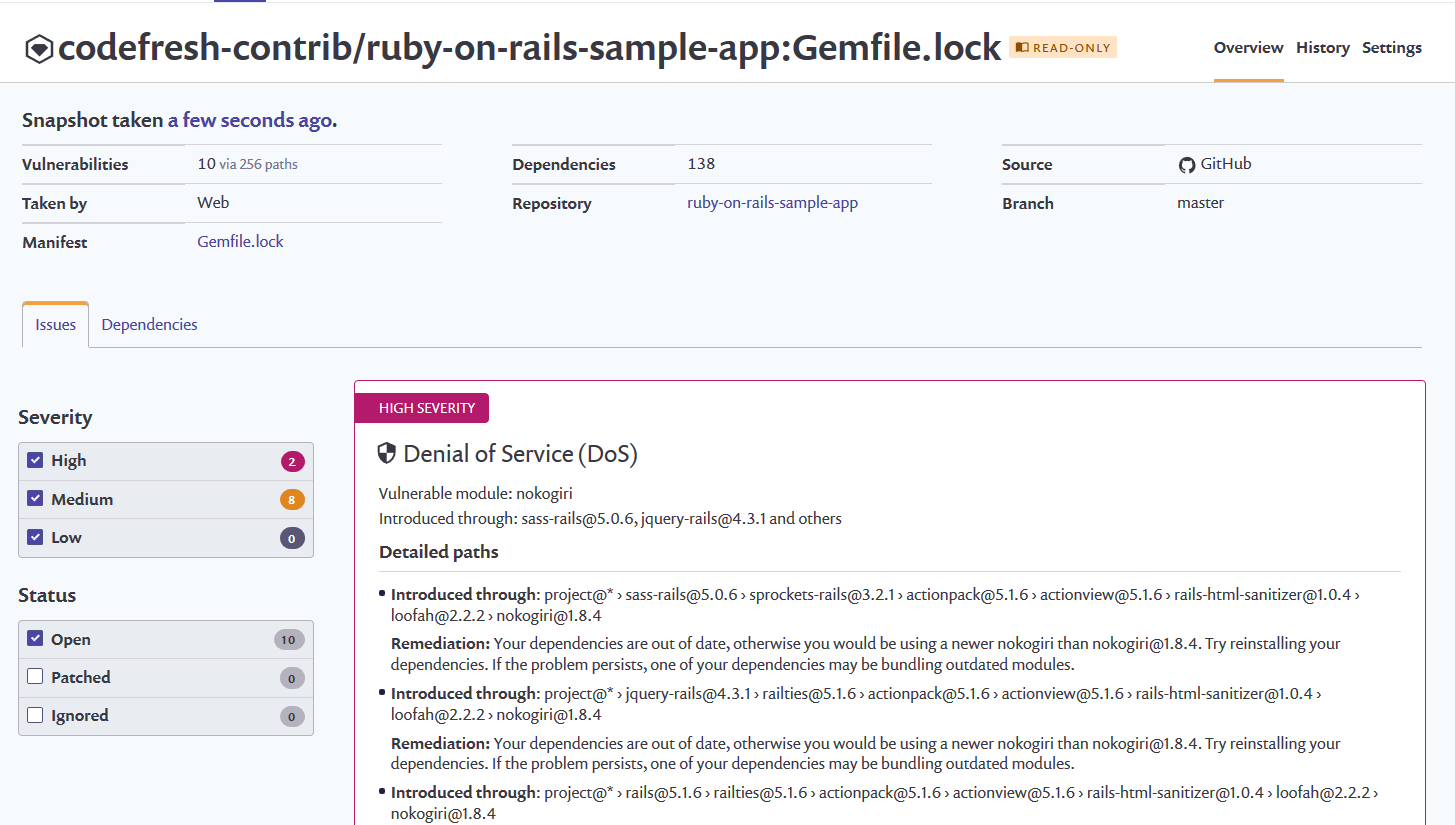 codefresh-contrib/ruby-on-rails-sample-app:Gemfile.lock READ-ONLY
Overview History Settings
Snapshot taken a few seconds ago.
Vulnerabilities 10 via 256 paths
Dependencies 138
Source GitHub
Taken by Web
Repository ruby-on-rails-sample-app
Branch master
Manifest Gemfile.lock
Issues Dependencies
Severity
High 2
Medium 8
Low 0
Status
Open 10
Patched 0
Ignored 0
HIGH SEVERITY
Denial of Service (DoS)
Vulnerable module: nokogiri
Introduced through: sass-rails@5.0.6, jquery-rails@4.3.1 and others
Detailed paths
• Introduced through: project@* › sass-rails@5.0.6 › sprockets-rails@3.2.1 › actionpack@5.1.6 › actionview@5.1.6 › rails-html-sanitizer@1.0.4 ›
loofah@2.2.2 › nokogiri@1.8.4
Remediation: Your dependencies are out of date, otherwise you would be using a newer nokogiri than nokogiri@1.8.4. Try reinstalling your
dependencies. If the problem persists, one of your dependencies may be bundling outdated modules.
• Introduced through: project@* › jquery-rails@4.3.1 › railties@5.1.6 › actionpack@5.1.6 › actionview@5.1.6 › rails-html-sanitizer@1.0.4 ›
loofah@2.2.2 › nokogiri@1.8.4
Remediation: Your dependencies are out of date, otherwise you would be using a newer nokogiri than nokogiri@1.8.4. Try reinstalling your
dependencies. If the problem persists, one of your dependencies may be bundling outdated modules.
• Introduced through: project@* › rails@5.1.6 › railties@5.1.6 › actionpack@5.1.6 › actionview@5.1.6 › rails-html-sanitizer@1.0.4 › loofah@2.2.2 ›
nokogiri@1.8.4